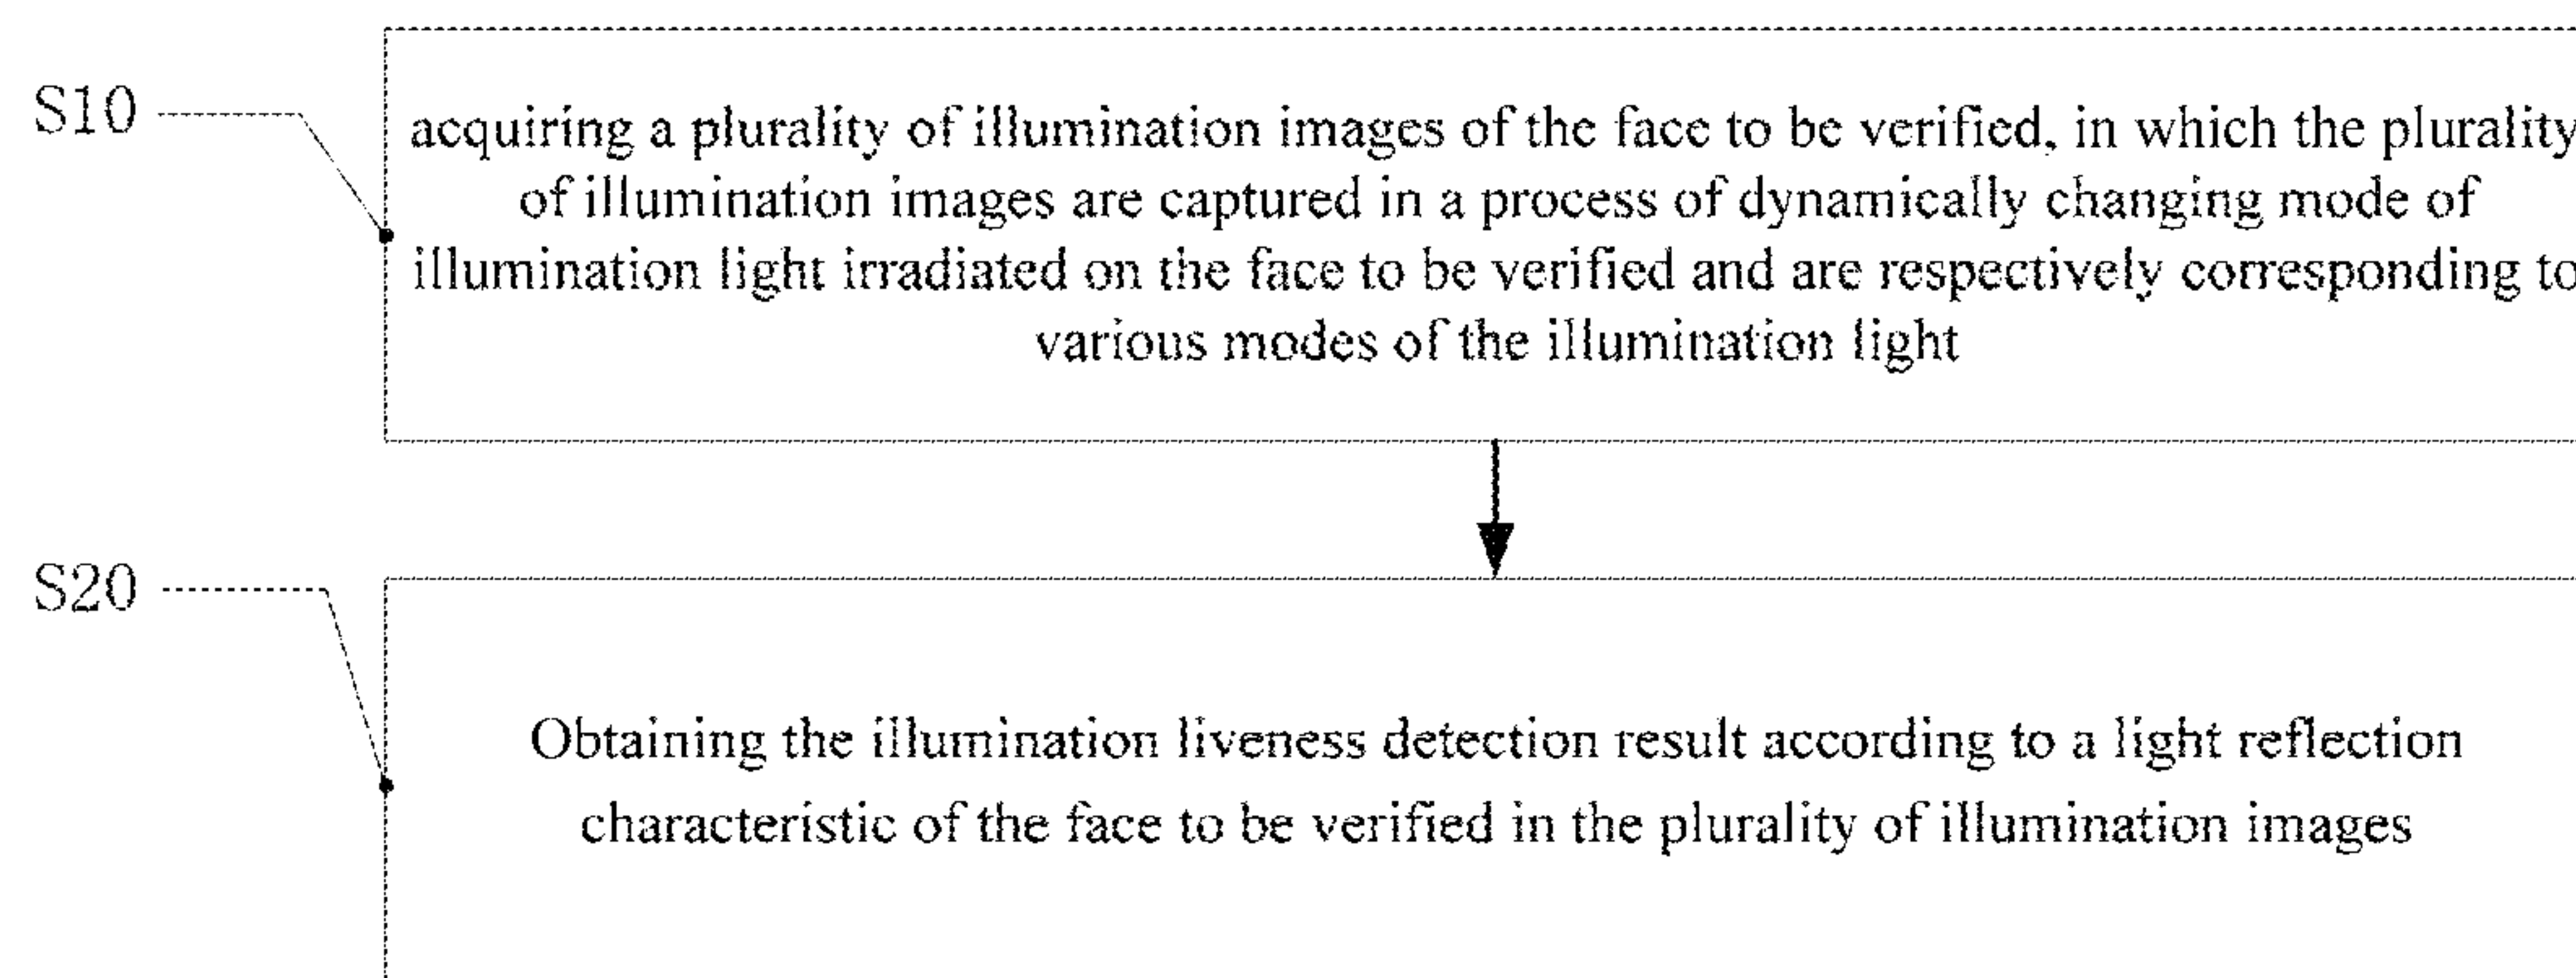 S10
acquiring a plurality of illumination images of the face to be verified, in which the plurality
of illumination images are captured in a process of dynamically changing mode of
illumination light irradiated on the face to be verified and are respectively corresponding to
various modes of the illumination light
S20
Obtaining the illumination liveness detection result according to a light reflection
characteristic of the face to be verified in the plurality of illumination images